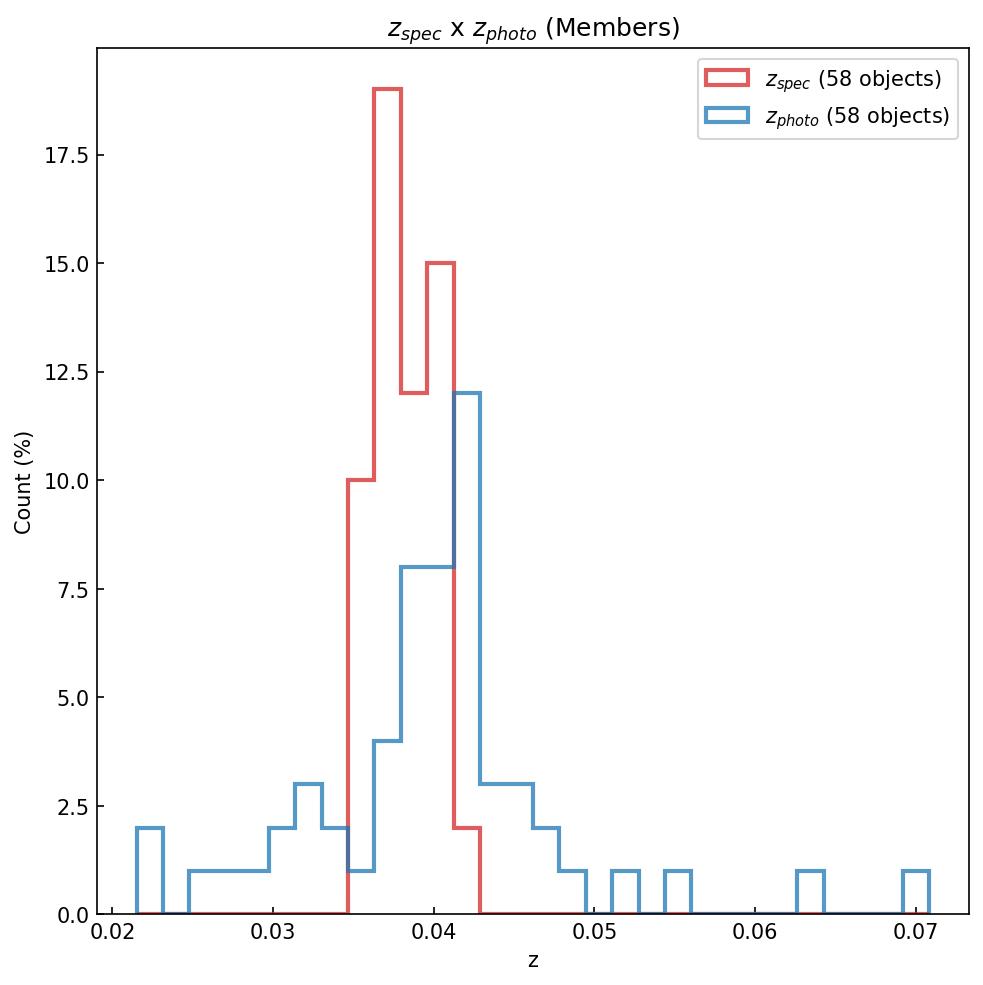 z_spec x z_photo (Members)
z_spec (58 objects)
z_photo (58 objects)
Count (%)
17.5
15.0
12.5
10.0
7.5
5.0
2.5
0.0
0.02 0.03 0.04 0.05 0.06 0.07
z